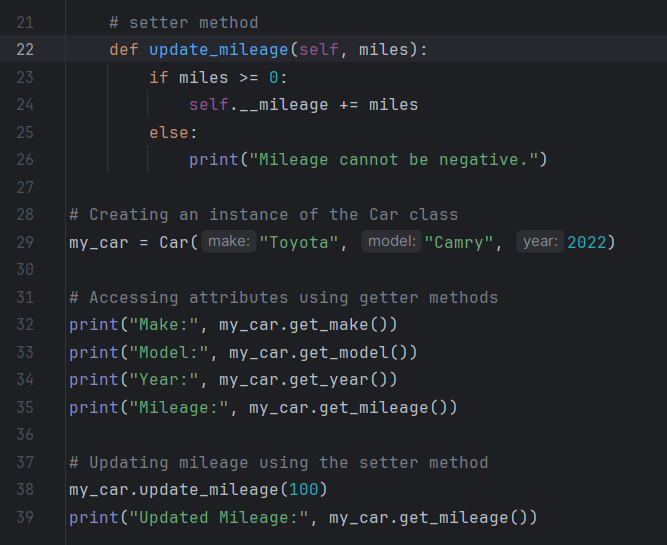 21 # setter method
22 def update_mileage(self, miles):
23 if miles >= 0:
24 self.__mileage += miles
25 else:
26 print("Mileage cannot be negative.")
27
28 # Creating an instance of the Car class
29 my_car = Car( make: "Toyota", model: "Camry", year: 2022)
30
31 # Accessing attributes using getter methods
32 print("Make:", my_car.get_make())
33 print("Model:", my_car.get_model())
34 print("Year:", my_car.get_year())
35 print("Mileage:", my_car.get_mileage())
36
37 # Updating mileage using the setter method
38 my_car.update_mileage(100)
39 print("Updated Mileage:", my_car.get_mileage())